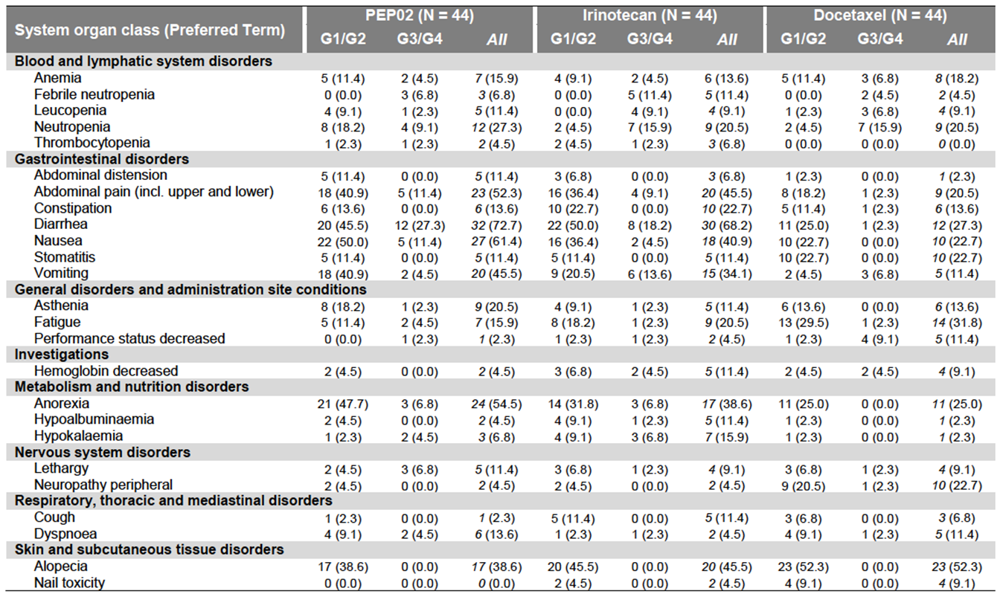 System organ class (Preferred Term) PEP02 (N = 44) Irinotecan (N = 44) Docetaxel (N = 44)
G1/G2 G3/G4 All G1/G2 G3/G4 All G1/G2 G3/G4 All
Blood and lymphatic system disorders
Anemia 5 (11.4) 2 (4.5) 7 (15.9) 4 (9.1) 2 (4.5) 6 (13.6) 5 (11.4) 3 (6.8) 8 (18.2)
Febrile neutropenia 0 (0.0) 3 (6.8) 3 (6.8) 0 (0.0) 5 (11.4) 5 (11.4) 0 (0.0) 2 (4.5) 2 (4.5)
Leucopenia 4 (9.1) 1 (2.3) 5 (11.4) 0 (0.0) 4 (9.1) 4 (9.1) 1 (2.3) 3 (6.8) 4 (9.1)
Neutropenia 8 (18.2) 4 (9.1) 12 (27.3) 2 (4.5) 7 (15.9) 9 (20.5) 2 (4.5) 7 (15.9) 9 (20.5)
Thrombocytopenia 1 (2.3) 1 (2.3) 2 (4.5) 2 (4.5) 1 (2.3) 3 (6.8) 0 (0.0) 0 (0.0) 0 (0.0)
Gastrointestinal disorders
Abdominal distension 5 (11.4) 0 (0.0) 5 (11.4) 3 (6.8) 0 (0.0) 3 (6.8) 1 (2.3) 0 (0.0) 1 (2.3)
Abdominal pain (incl. upper and lower) 18 (40.9) 5 (11.4) 23 (52.3) 16 (36.4) 4 (9.1) 20 (45.5) 8 (18.2) 1 (2.3) 9 (20.5)
Constipation 6 (13.6) 0 (0.0) 6 (13.6) 10 (22.7) 0 (0.0) 10 (22.7) 5 (11.4) 1 (2.3) 6 (13.6)
Diarrhea 20 (45.5) 12 (27.3) 32 (72.7) 22 (50.0) 8 (18.2) 30 (68.2) 11 (25.0) 1 (2.3) 12 (27.3)
Nausea 22 (50.0) 5 (11.4) 27 (61.4) 16 (36.4) 2 (4.5) 18 (40.9) 10 (22.7) 0 (0.0) 10 (22.7)
Stomatitis 5 (11.4) 0 (0.0) 5 (11.4) 5 (11.4) 0 (0.0) 5 (11.4) 10 (22.7) 0 (0.0) 10 (22.7)
Vomiting 18 (40.9) 2 (4.5) 20 (45.5) 9 (20.5) 6 (13.6) 15 (34.1) 2 (4.5) 3 (6.8) 5 (11.4)
General disorders and administration site conditions
Asthenia 8 (18.2) 1 (2.3) 9 (20.5) 4 (9.1) 1 (2.3) 5 (11.4) 6 (13.6) 0 (0.0) 6 (13.6)
Fatigue 5 (11.4) 2 (4.5) 7 (15.9) 8 (18.2) 1 (2.3) 9 (20.5) 13 (29.5) 1 (2.3) 14 (31.8)
Performance status decreased 0 (0.0) 1 (2.3) 1 (2.3) 1 (2.3) 1 (2.3) 2 (4.5) 1 (2.3) 4 (9.1) 5 (11.4)
Investigations
Hemoglobin decreased 2 (4.5) 0 (0.0) 2 (4.5) 3 (6.8) 2 (4.5) 5 (11.4) 2 (4.5) 2 (4.5) 4 (9.1)
Metabolism and nutrition disorders
Anorexia 21 (47.7) 3 (6.8) 24 (54.5) 14 (31.8) 3 (6.8) 17 (38.6) 11 (25.0) 0 (0.0) 11 (25.0)
Hypoalbuminaemia 2 (4.5) 0 (0.0) 2 (4.5) 4 (9.1) 1 (2.3) 5 (11.4) 1 (2.3) 0 (0.0) 1 (2.3)
Hypokalaemia 1 (2.3) 2 (4.5) 3 (6.8) 4 (9.1) 3 (6.8) 7 (15.9) 1 (2.3) 0 (0.0) 1 (2.3)
Nervous system disorders
Lethargy 2 (4.5) 3 (6.8) 5 (11.4) 3 (6.8) 1 (2.3) 4 (9.1) 3 (6.8) 1 (2.3) 4 (9.1)
Neuropathy peripheral 2 (4.5) 0 (0.0) 2 (4.5) 2 (4.5) 0 (0.0) 2 (4.5) 9 (20.5) 1 (2.3) 10 (22.7)
Respiratory, thoracic and mediastinal disorders
Cough 1 (2.3) 0 (0.0) 1 (2.3) 5 (11.4) 0 (0.0) 5 (11.4) 3 (6.8) 0 (0.0) 3 (6.8)
Dyspnoea 4 (9.1) 2 (4.5) 6 (13.6) 1 (2.3) 1 (2.3) 2 (4.5) 4 (9.1) 1 (2.3) 5 (11.4)
Skin and subcutaneous tissue disorders
Alopecia 17 (38.6) 0 (0.0) 17 (38.6) 20 (45.5) 0 (0.0) 20 (45.5) 23 (52.3) 0 (0.0) 23 (52.3)
Nail toxicity 0 (0.0) 0 (0.0) 0 (0.0) 2 (4.5) 0 (0.0) 2 (4.5) 4 (9.1) 0 (0.0) 4 (9.1)